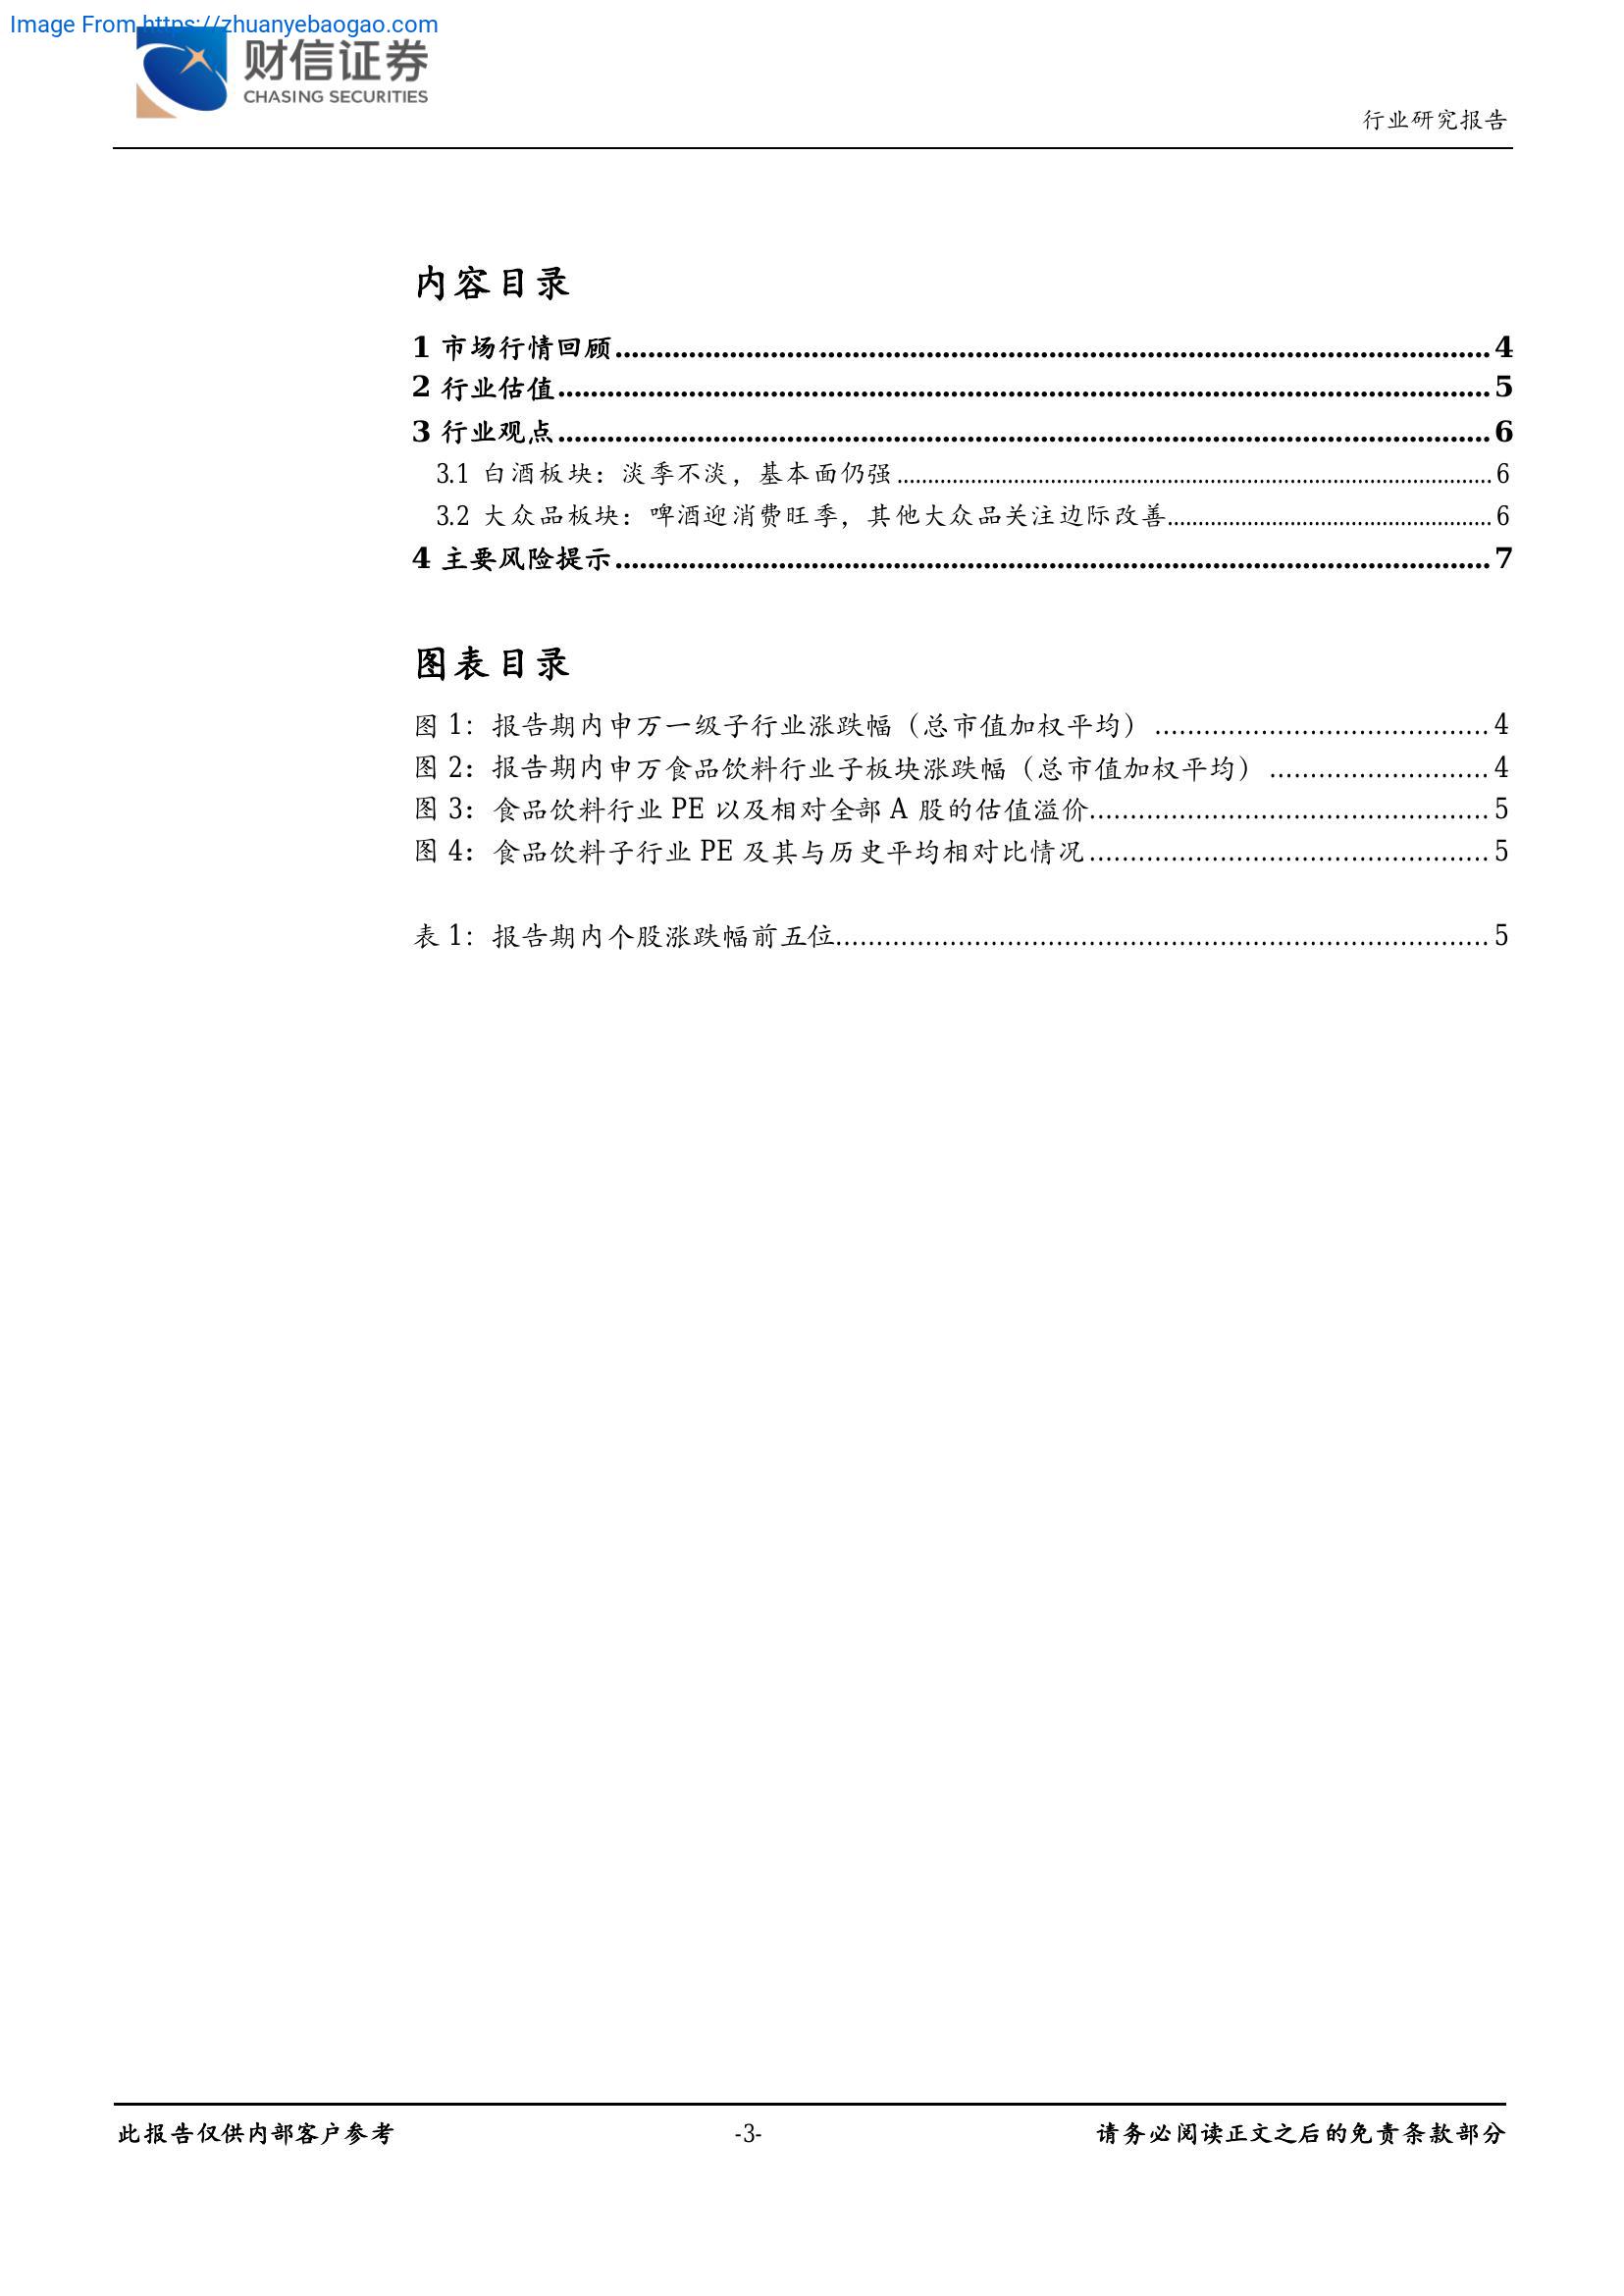 Image From https://zhuanyebaogao.com
财信证券
CHASING SECURITIES
行业研究报告
内容目录
1 市场行情回顾........................................4
2 行业估值........................................5
3 行业观点........................................6
3.1 白酒板块：淡季不淡，基本面仍强........................................6
3.2 大众品板块：啤酒迎消费旺季，其他大众品关注边际改善........................................6
4 主要风险提示........................................7
图表目录
图 1：报告期内申万一级子行业涨跌幅（总市值加权平均）........................................4
图 2：报告期内申万食品饮料行业子板块涨跌幅（总市值加权平均）........................................4
图 3：食品饮料行业 PE 以及相对全部 A 股的估值溢价........................................5
图 4：食品饮料子行业 PE 及其与历史平均相对比情况........................................5
表 1：报告期内个股涨跌幅前五位........................................5
此报告仅供内部客户参考
-3-
请务必阅读正文之后的免责条款部分